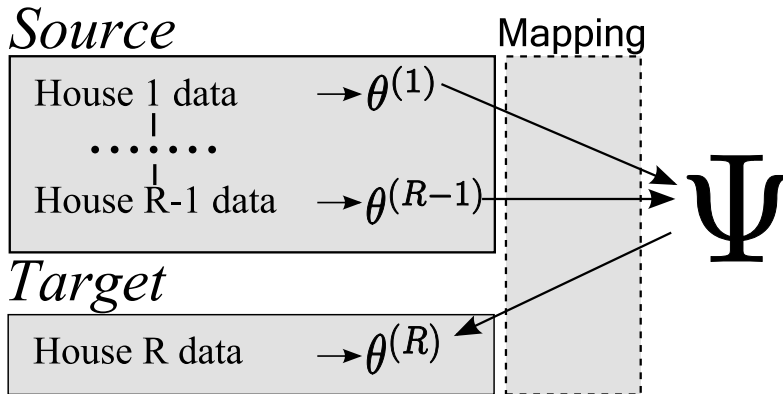 Source
Mapping
House 1 data → θ^(1)
.......
House R-1 data → θ^(R−1)
Ψ
Target
House R data → θ^(R)